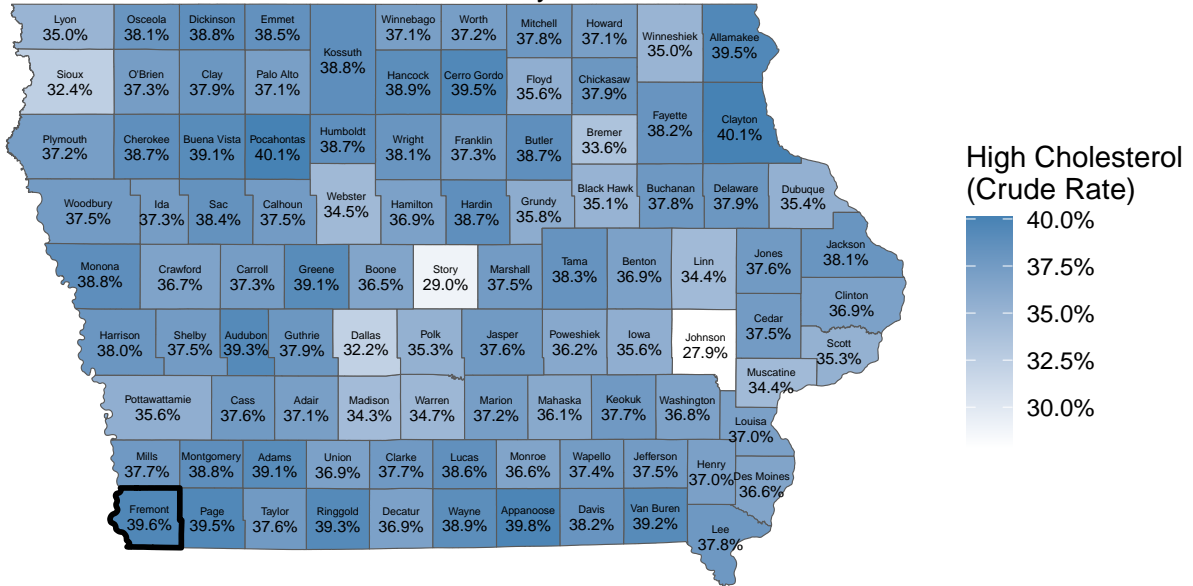 Lyon
35.0%
Osceola
38.1%
Dickinson
38.8%
Emmet
38.5%
Kossuth
38.8%
Winnebago
37.1%
Worth
37.2%
Mitchell
37.8%
Howard
37.1%
Winneshiek
35.0%
Allamakee
39.5%
Sioux
32.4%
O'Brien
37.3%
Clay
37.9%
Palo Alto
37.1%
Hancock
38.9%
Cerro Gordo
39.5%
Floyd
35.6%
Chickasaw
37.9%
Fayette
38.2%
Clayton
40.1%
Plymouth
37.2%
Cherokee
38.7%
Buena Vista
39.1%
Pocahontas
40.1%
Humboldt
38.7%
Wright
38.1%
Franklin
37.3%
Butler
38.7%
Bremer
33.6%
Woodbury
37.5%
Ida
37.3%
Sac
38.4%
Calhoun
37.5%
Webster
34.5%
Hamilton
36.9%
Hardin
38.7%
Grundy
35.8%
Black Hawk
35.1%
Buchanan
37.8%
Delaware
37.9%
Dubuque
35.4%
Monona
38.8%
Crawford
36.7%
Carroll
37.3%
Greene
39.1%
Boone
36.5%
Story
29.0%
Marshall
37.5%
Tama
38.3%
Benton
36.9%
Linn
34.4%
Jones
37.6%
Jackson
38.1%
Clinton
36.9%
Harrison
38.0%
Shelby
37.5%
Audubon
39.3%
Guthrie
37.9%
Dallas
32.2%
Polk
35.3%
Jasper
37.6%
Poweshiek
36.2%
Iowa
35.6%
Johnson
27.9%
Cedar
37.5%
Scott
35.3%
Muscatine
34.4%
Pottawattamie
35.6%
Cass
37.6%
Adair
37.1%
Madison
34.3%
Warren
34.7%
Marion
37.2%
Mahaska
36.1%
Keokuk
37.7%
Washington
36.8%
Louisa
37.0%
Mills
37.7%
Montgomery
38.8%
Adams
39.1%
Union
36.9%
Clarke
37.7%
Lucas
38.6%
Monroe
36.6%
Wapello
37.4%
Jefferson
37.5%
Henry
37.0%
Des Moines
36.6%
Fremont
39.6%
Page
39.5%
Taylor
37.6%
Ringgold
39.3%
Decatur
36.9%
Wayne
38.9%
Appanoose
39.8%
Davis
38.2%
Van Buren
39.2%
Lee
37.8%
High Cholesterol
(Crude Rate)
40.0%
37.5%
35.0%
32.5%
30.0%